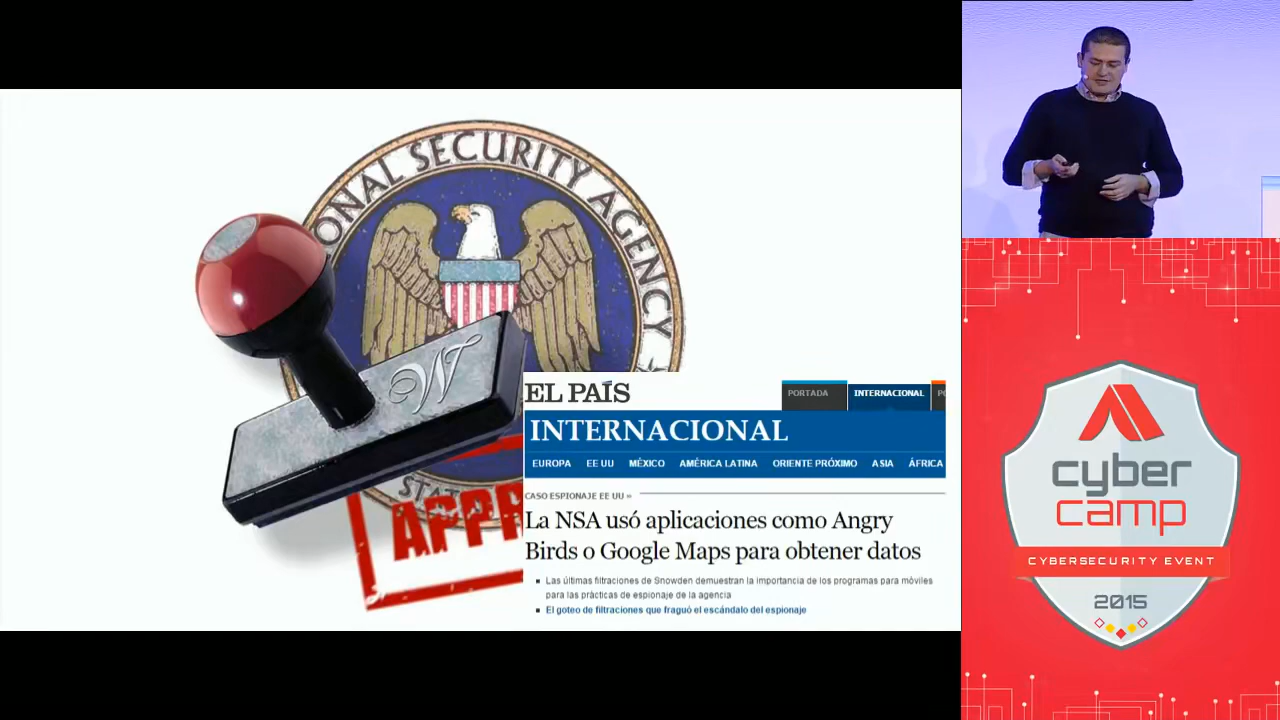 ONAL SECURITY AGENCY
W
STAT
APPR
EL PAÍS
PORTADA
INTERNACIONAL
INTERNACIONAL
EUROPA EE UU MÉXICO AMÉRICA LATINA ORIENTE PRÓXIMO ASIA ÁFRICA
CASO ESPIONAJE EE UU »
La NSA usó aplicaciones como Angry
Birds o Google Maps para obtener datos
Las últimas filtraciones de Snowden demuestran la importancia de los programas para móviles
para las prácticas de espionaje de la agencia
El goteo de filtraciones que fraguó el escándalo del espionaje
cyber
camp
CYBERSECURITY EVENT
2015